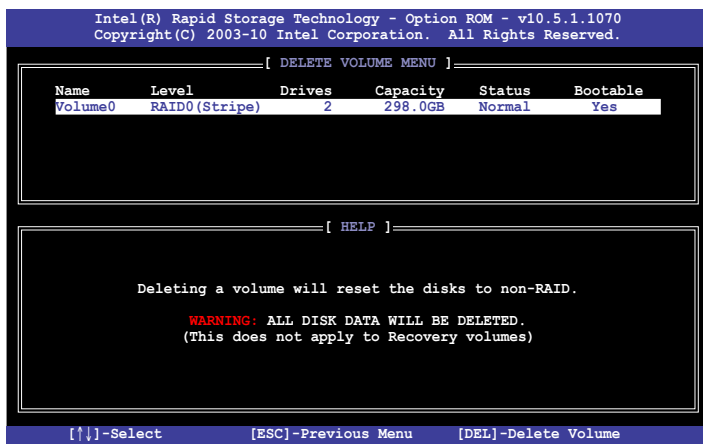 Intel(R) Rapid Storage Technology - Option ROM - v10.5.1.1070
Copyright(C) 2003-10 Intel Corporation. All Rights Reserved.
[ DELETE VOLUME MENU ]
Name Level Drives Capacity Status Bootable
Volume0 RAID0(Stripe) 2 298.0GB Normal Yes
[ HELP ]
Deleting a volume will reset the disks to non-RAID.
WARNING: ALL DISK DATA WILL BE DELETED.
(This does not apply to Recovery volumes)
[↑↓]-Select [ESC]-Previous Menu [DEL]-Delete Volume